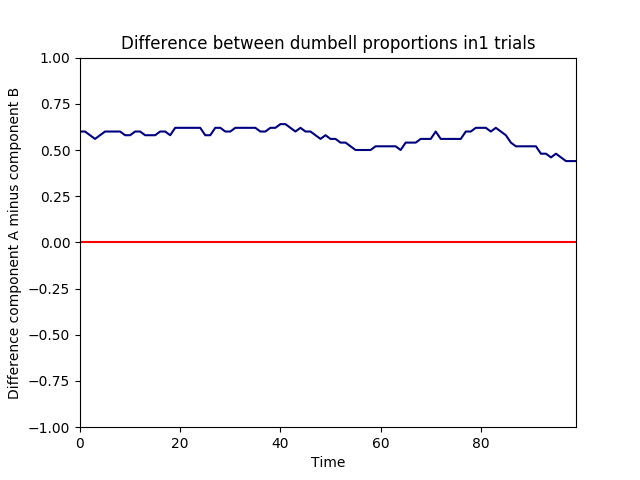 Difference between dumbell proportions in1 trials
Difference component A minus component B
1.00
0.75
0.50
0.25
0.00
−0.25
−0.50
−0.75
−1.00
0 20 40 60 80
Time